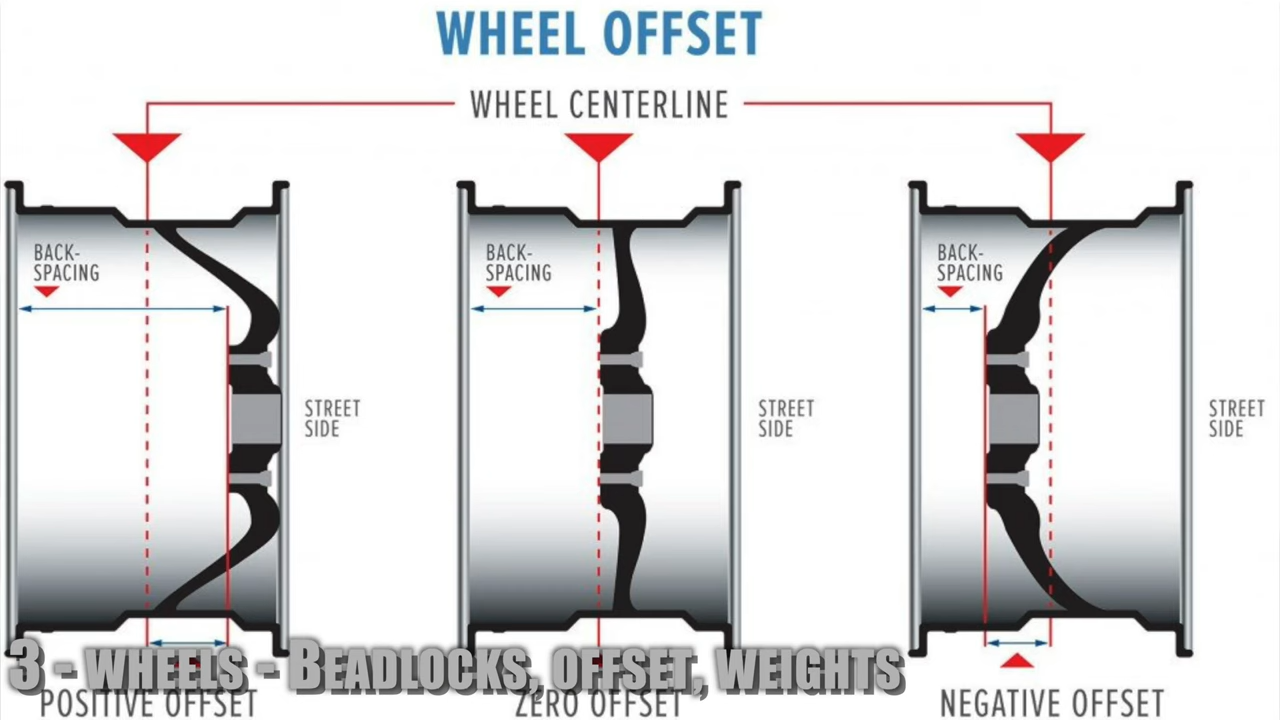 WHEEL OFFSET
WHEEL CENTERLINE
BACK-
SPACING
BACK-
SPACING
BACK-
SPACING
STREET
SIDE
STREET
SIDE
STREET
SIDE
3 - WHEELS - BEADLOCKS, OFFSET, WEIGHTS
POSITIVE OFFSET
ZERO OFFSET
NEGATIVE OFFSET